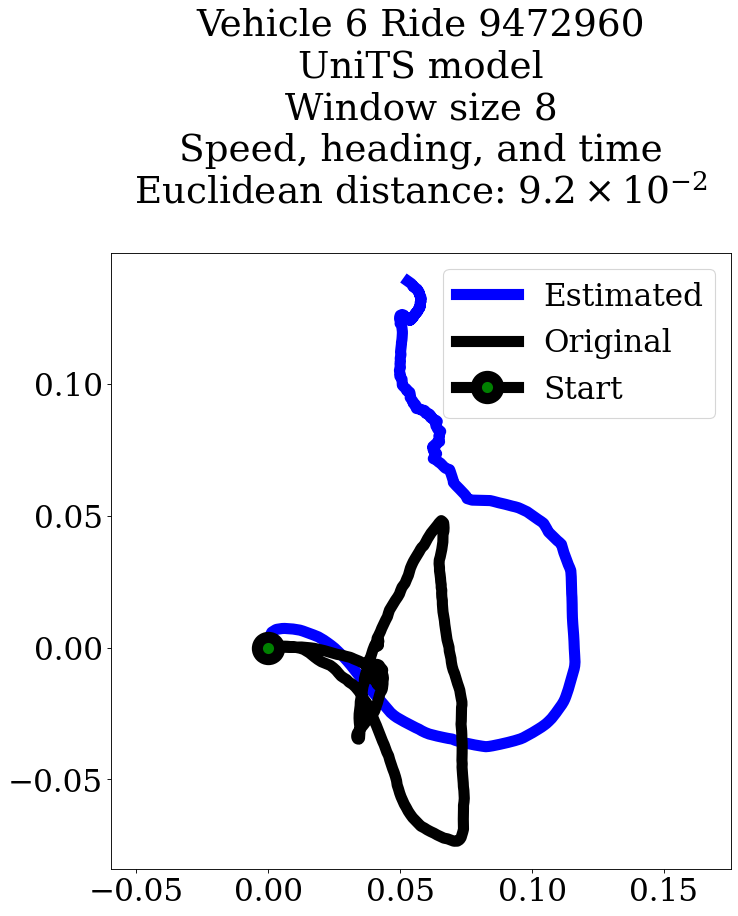 Vehicle 6 Ride 9472960
UniTS model
Window size 8
Speed, heading, and time
Euclidean distance: 9.2 × 10⁻²
Estimated
Original
Start
0.10
0.05
0.00
−0.05
−0.05 0.00 0.05 0.10 0.15